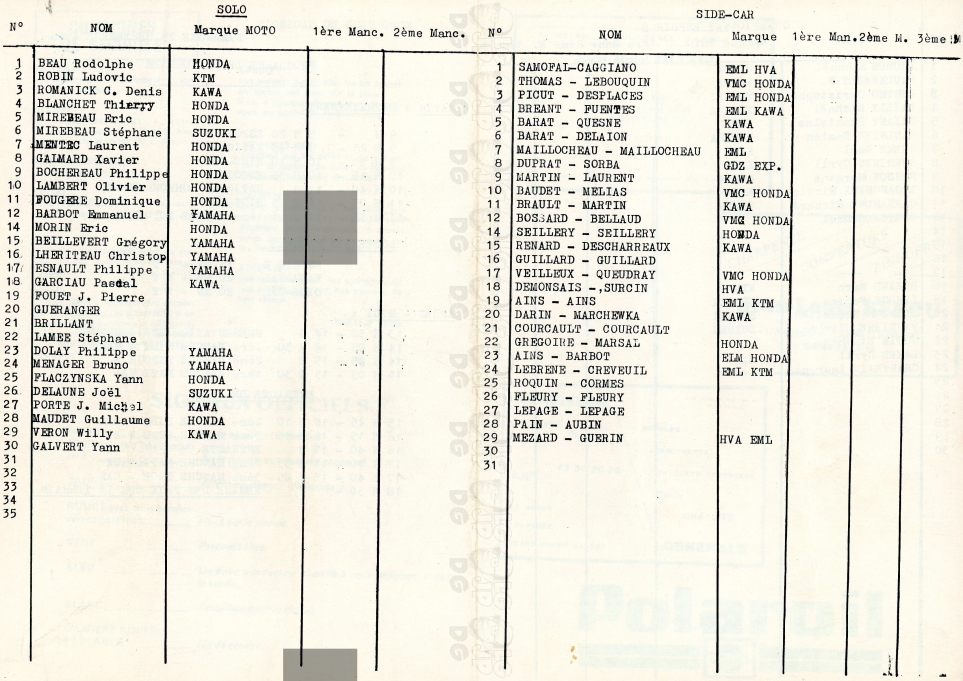 SOLO
N° NOM Marque MOTO 1ère Manc. 2ème Manc.
1 BEAU Rodolphe HONDA
2 ROBIN Ludovic KTM
3 ROMANICK C. Denis KAWA
4 BLANCHET Thierry HONDA
5 MIREBEAU Eric HONDA
6 MIREBEAU Stéphane SUZUKI
7 MENTEC Laurent HONDA
8 GALMARD Xavier HONDA
9 BOCHEREAU Philippe HONDA
10 LAMBERT Olivier HONDA
11 FOUGERE Dominique HONDA
12 BARBOT Emmanuel YAMAHA
14 MORIN Eric HONDA
15 BEILLEVERT Grégory YAMAHA
16 LHERITEAU Christop YAMAHA
17 ESNAULT Philippe YAMAHA
18 GARCIAU Pascal KAWA
19 FOUET J. Pierre
20 GUERANGER
21 BRILLANT
22 LAMEE Stéphane
23 DOLAY Philippe YAMAHA
24 MENAGER Bruno YAMAHA
25 FLACZYNSKA Yann HONDA
26 DELAUNE Joël SUZUKI
27 PORTE J. Michel KAWA
28 MAUDET Guillaume HONDA
29 VERON Willy KAWA
30 GALVERT Yann
31
32
33
34
35
SIDE-CAR
N° NOM Marque 1ère Man. 2ème M. 3ème M
1 SAMOFAL-CAGGIANO EML HVA
2 THOMAS - LEBOUQUIN VMC HONDA
3 PICUT - DESPLACES EML HONDA
4 BREANT - FUENTES EML KAWA
5 BARAT - QUESNE KAWA
6 BARAT - DELAION KAWA
7 MAILLOCHEAU - MAILLOCHEAU EML
8 DUPRAT - SORBA GDZ EXP.
9 MARTIN - LAURENT KAWA
10 BAUDET - MELIAS VMC HONDA
11 BRAULT - MARTIN KAWA
12 BOSSARD - BELLAUD VMC HONDA
14 SEILLERY - SEILLERY HONDA
15 RENARD - DESCHARREAUX KAWA
16 GUILLARD - GUILLARD
17 VEILLEUX - QUEUDRAY VMC HONDA
18 DEMONSAIS -,SURCIN HVA
19 AINS - AINS EML KTM
20 DARIN - MARCHEWKA KAWA
21 COURCAULT - COURCAULT
22 GREGOIRE - MARSAL HONDA
23 AINS - BARBOT ELM HONDA
24 LEBRENE - CREVEUIL EML KTM
25 ROQUIN - CORMES
26 FLEURY - FLEURY
27 LEPAGE - LEPAGE
28 PAIN - AUBIN
29 MEZARD - GUERIN HVA EML
30
31